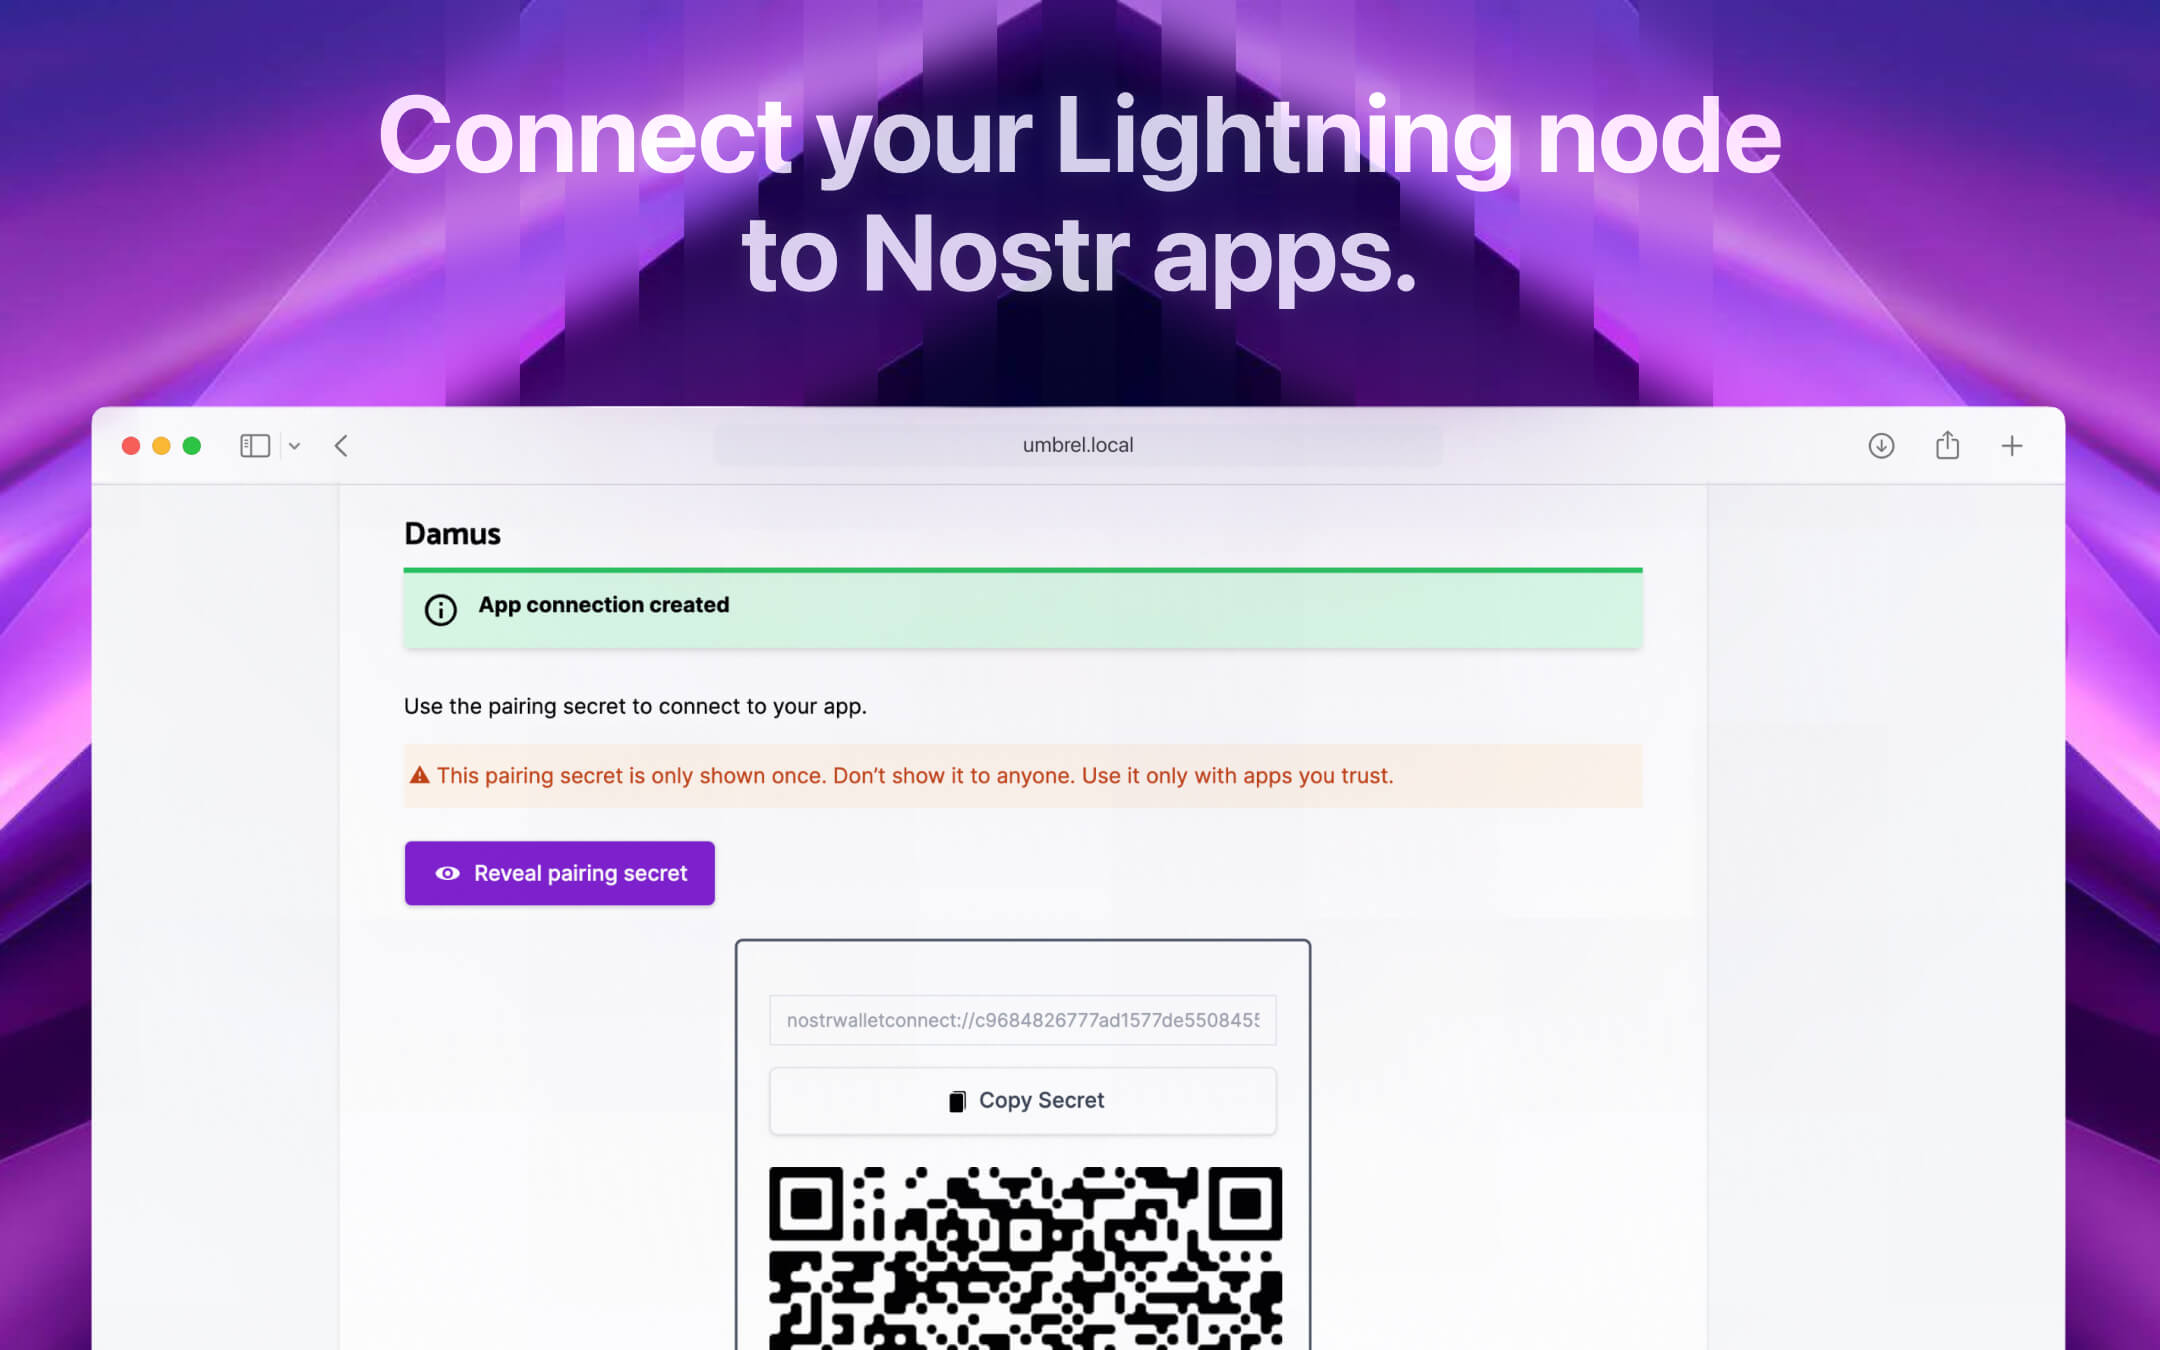 Connect your Lightning node
to Nostr apps.
umbrel.local
Damus
App connection created
Use the pairing secret to connect to your app.
This pairing secret is only shown once. Don’t show it to anyone. Use it only with apps you trust.
Reveal pairing secret
nostrwalletconnect://c9684826777ad1577de550845
Copy Secret